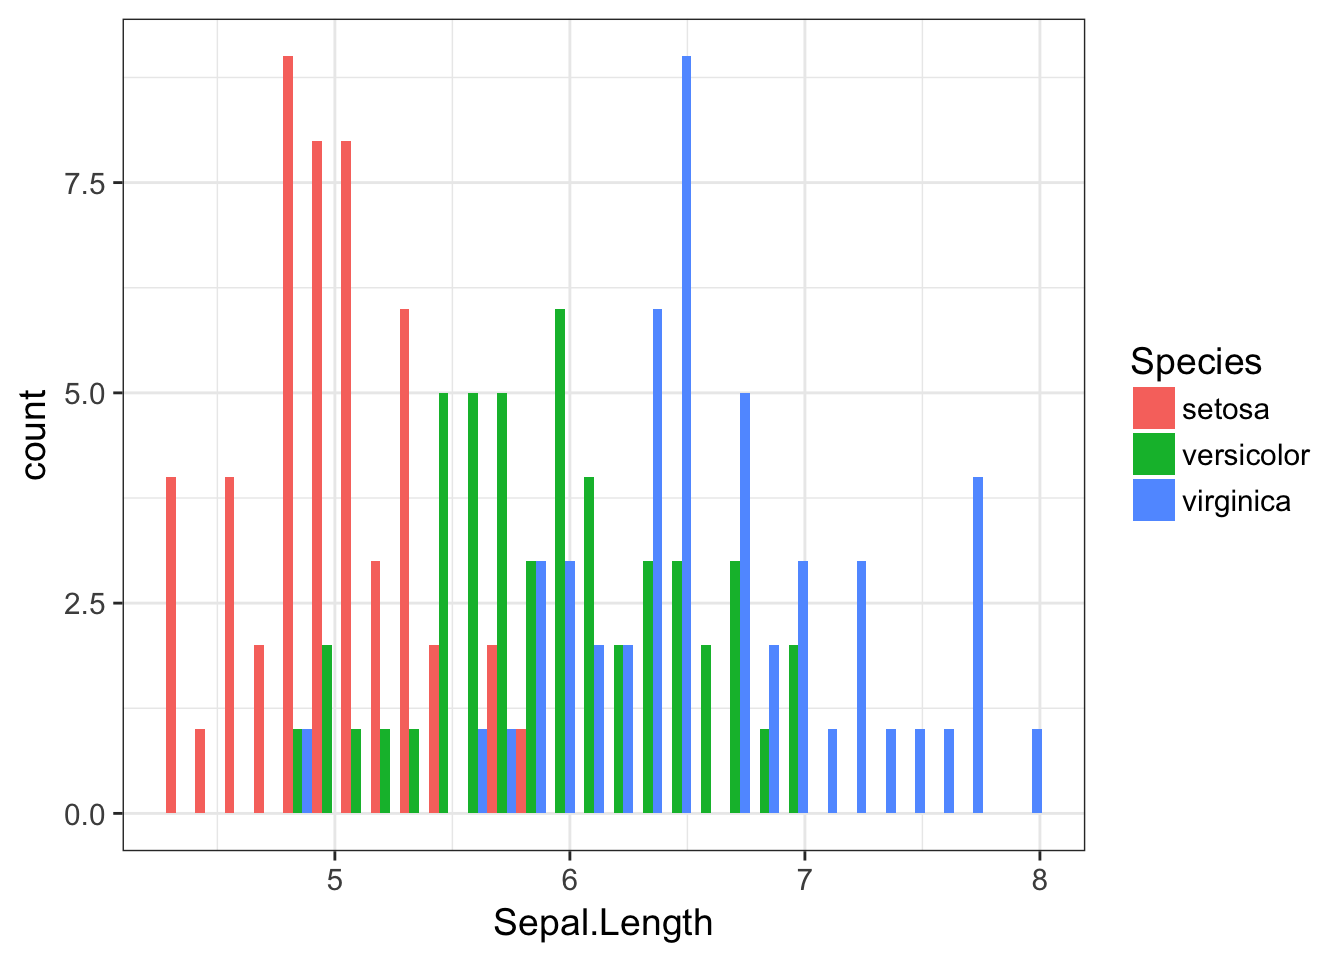 count
7.5
5.0
2.5
0.0
5 6 7 8
Sepal.Length
Species
setosa
versicolor
virginica